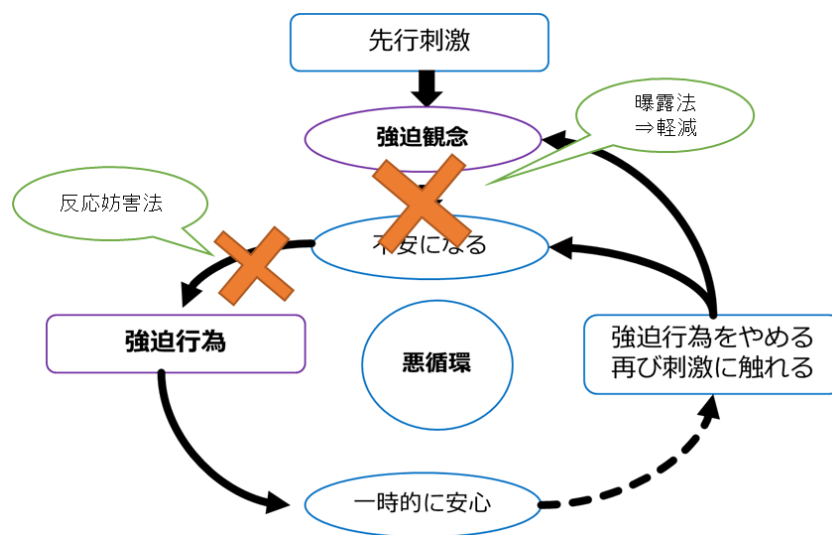 先行刺激
強迫観念
曝露法
⇒軽減
反応妨害法
不安になる
強迫行為
悪循環
強迫行為をやめる
再び刺激に触れる
一時的に安心